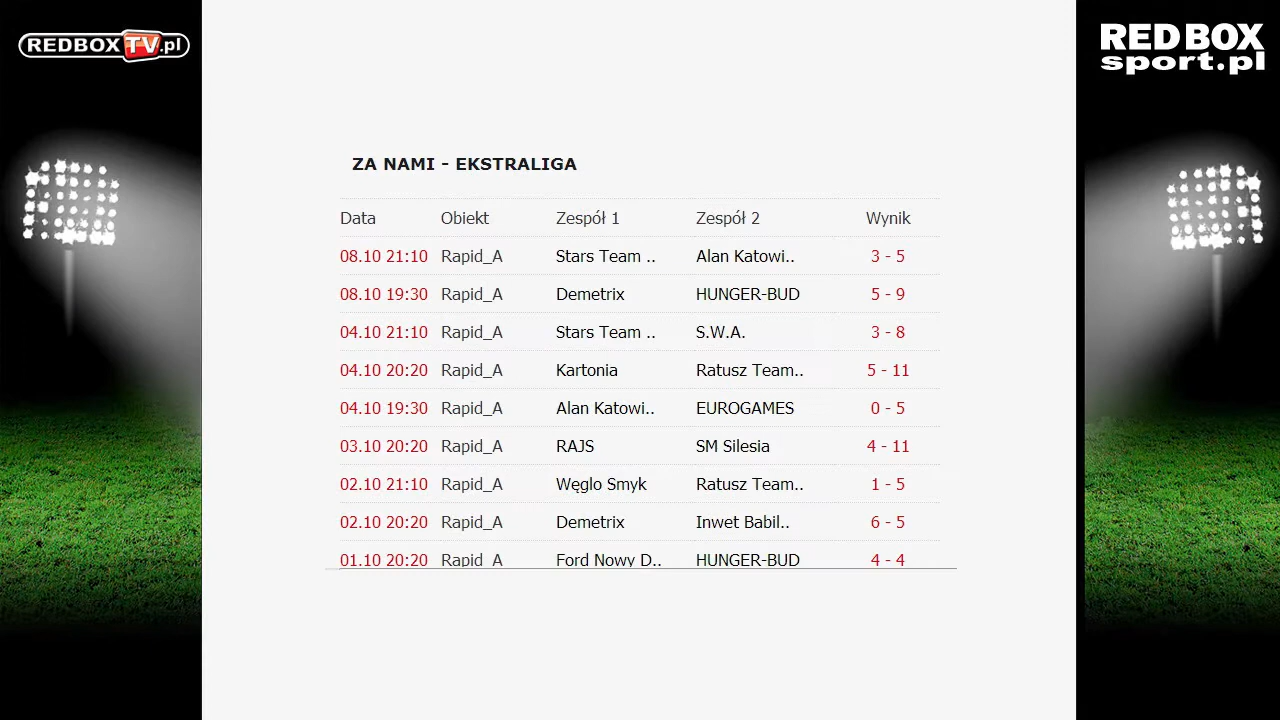 REDBOXTV.pl
RED BOX
sport.pl
ZA NAMI - EKSTRALIGA
Data Obiekt Zespół 1 Zespół 2 Wynik
08.10 21:10 Rapid_A Stars Team .. Alan Katowi.. 3 - 5
08.10 19:30 Rapid_A Demetrix HUNGER-BUD 5 - 9
04.10 21:10 Rapid_A Stars Team .. S.W.A. 3 - 8
04.10 20:20 Rapid_A Kartonia Ratusz Team.. 5 - 11
04.10 19:30 Rapid_A Alan Katowi.. EUROGAMES 0 - 5
03.10 20:20 Rapid_A RAJS SM Silesia 4 - 11
02.10 21:10 Rapid_A Węglo Smyk Ratusz Team.. 1 - 5
02.10 20:20 Rapid_A Demetrix Inwet Babil.. 6 - 5
01.10 20:20 Rapid_A Ford Nowy D.. HUNGER-BUD 4 - 4